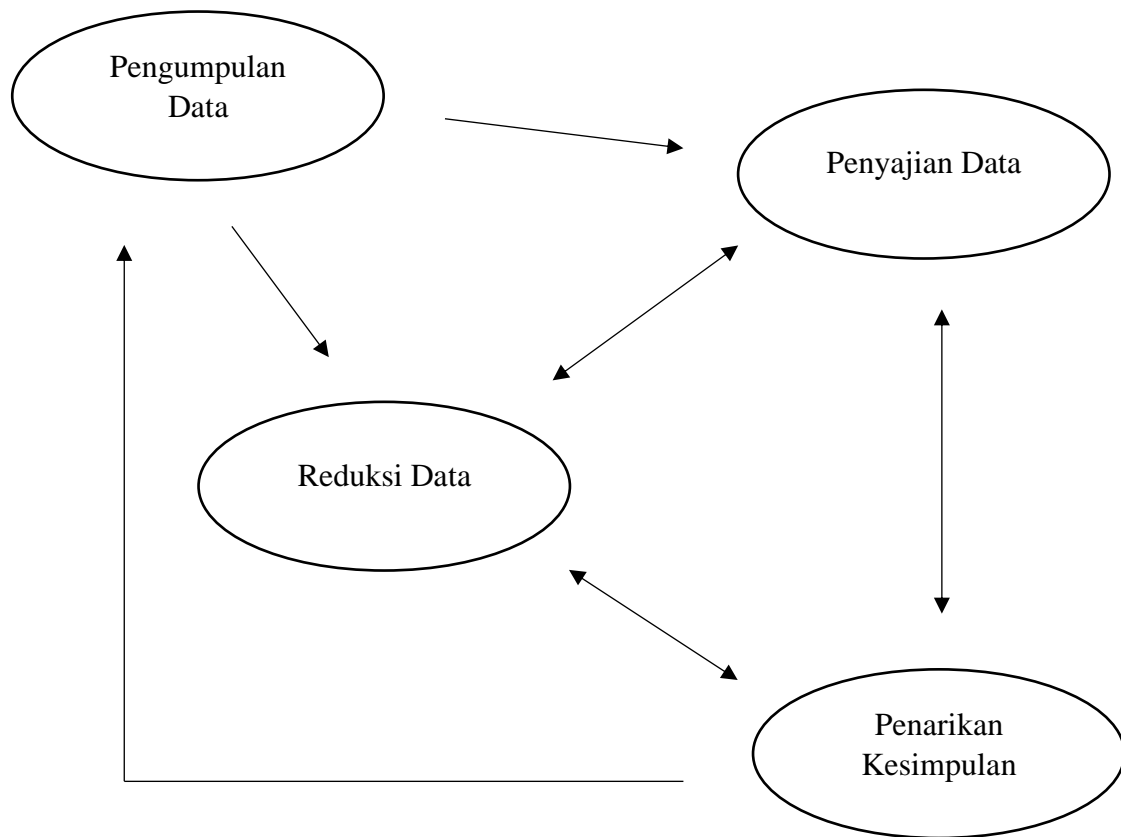 Pengumpulan
Data
Penyajian Data
Reduksi Data
Penarikan
Kesimpulan